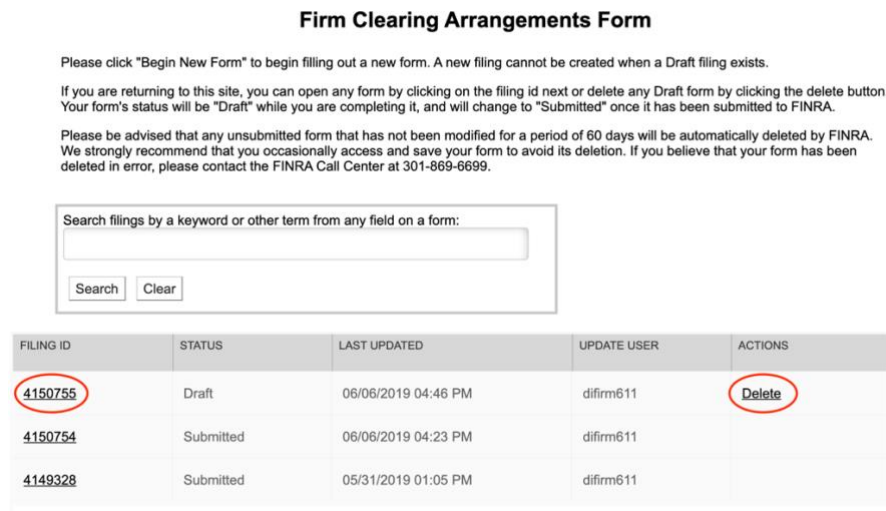 Firm Clearing Arrangements Form
Please click "Begin New Form" to begin filling out a new form. A new filing cannot be created when a Draft filing exists.
If you are returning to this site, you can open any form by clicking on the filing id next or delete any Draft form by clicking the delete button
Your form's status will be "Draft" while you are completing it, and will change to "Submitted" once it has been submitted to FINRA.
Please be advised that any unsubmitted form that has not been modified for a period of 60 days will be automatically deleted by FINRA.
We strongly recommend that you occasionally access and save your form to avoid its deletion. If you believe that your form has been
deleted in error, please contact the FINRA Call Center at 301-869-6699.
Search filings by a keyword or other term from any field on a form:
Search Clear
FILING ID STATUS LAST UPDATED UPDATE USER ACTIONS
4150755 Draft 06/06/2019 04:46 PM difirm611 Delete
4150754 Submitted 06/06/2019 04:23 PM difirm611
4149328 Submitted 05/31/2019 01:05 PM difirm611